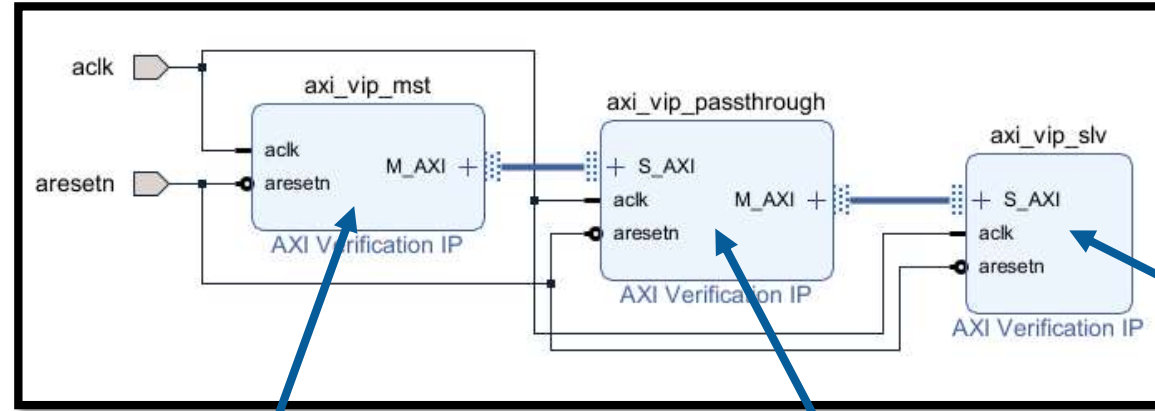 aclk
aresetn
axi_vip_mst
aclk
aresetn
M_AXI
AXI Verification IP
axi_vip_passthrough
S_AXI
aclk
aresetn
M_AXI
AXI Verification IP
axi_vip_slv
S_AXI
aclk
aresetn
AXI Verification IP